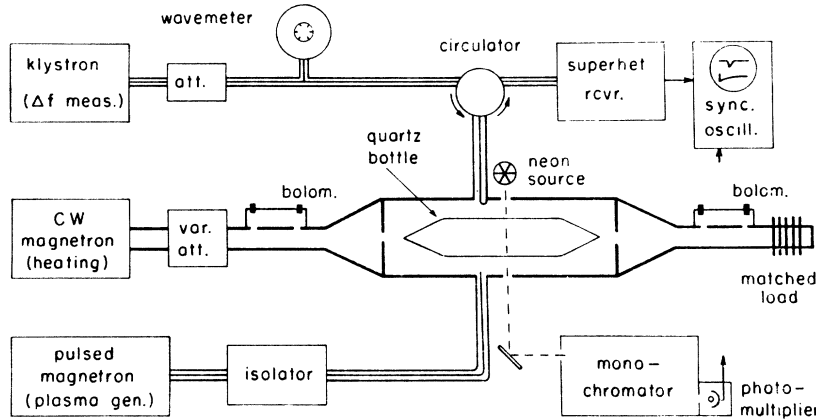 wavemeter
klystron
(Δf meas.)
att.
circulator
superhet
rcvr.
sync.
oscill.
quartz
bottle
neon
source
CW
magnetron
(heating)
var.
att.
bolom.
bolom.
matched
load
pulsed
magnetron
(plasma gen.)
isolator
mono-
chromator
photo-
multiplier